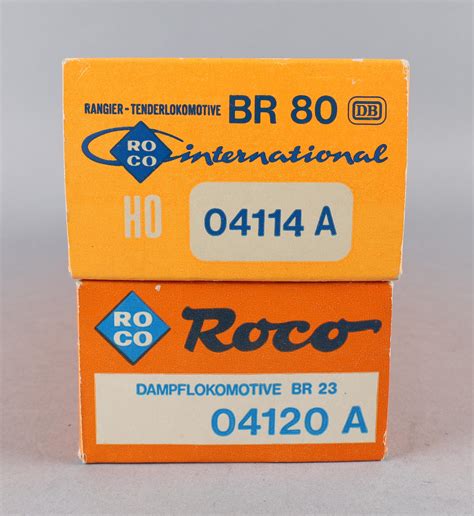 RANGIER-TENDERLOKOMOTIVE BR 80 DB
RO
CO
international
HO
04114 A
RO
CO
Roco
DAMPFLOKOMOTIVE BR 23
04120 A